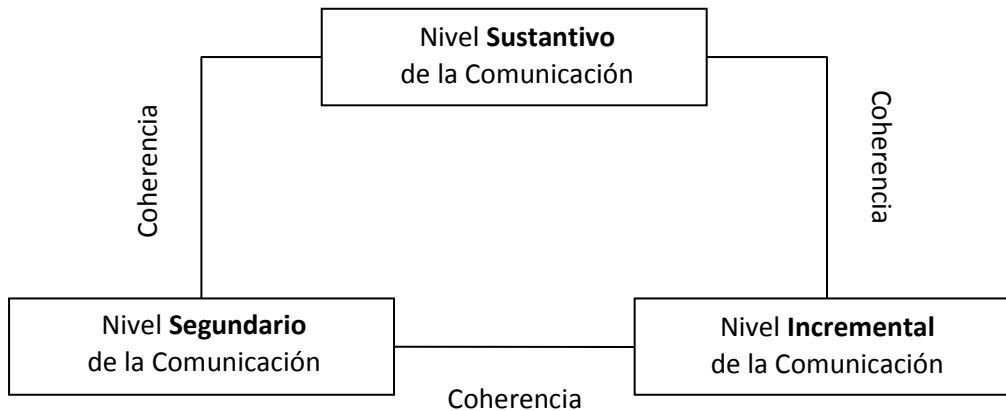 Nivel Sustantivo
de la Comunicación
Coherencia
Coherencia
Nivel Segundario
de la Comunicación
Nivel Incremental
de la Comunicación
Coherencia